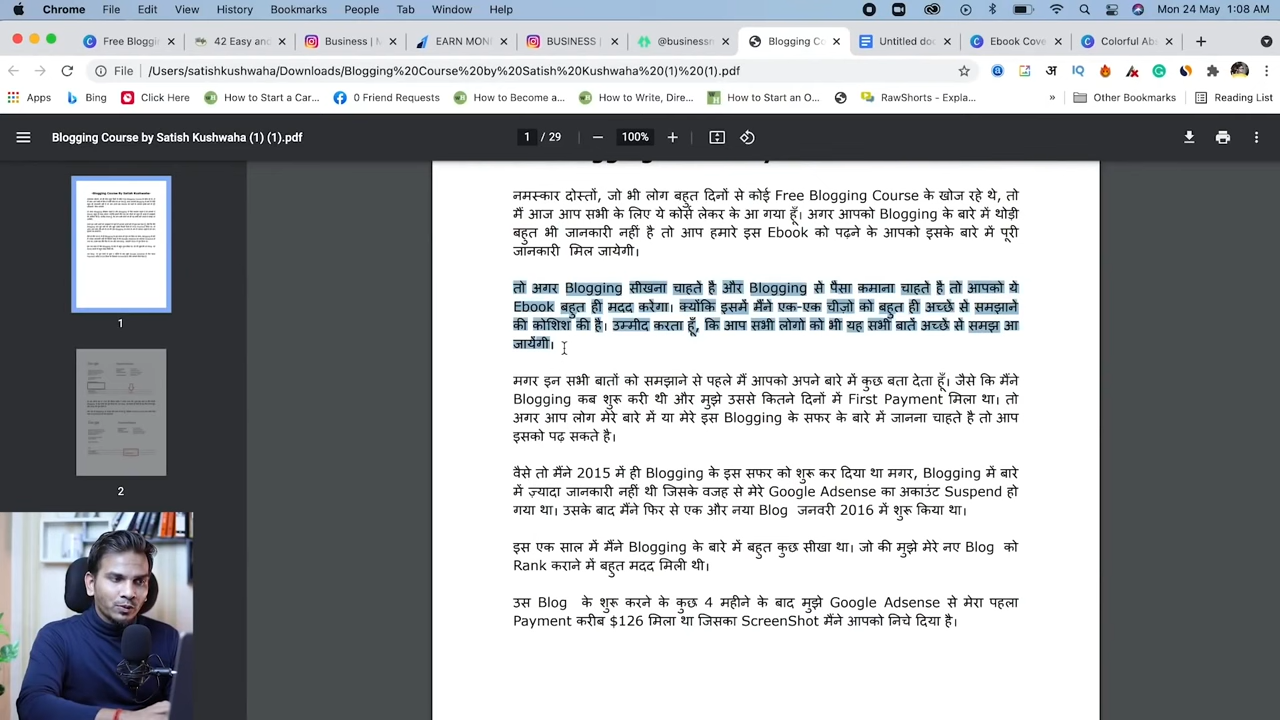 Chrome File Edit View History Bookmarks People Tab Window Help Mon 24 May 1:08 AM
Free Bloggin 42 Easy anc Instagram Business | M EARN MONE BUSINESS ( @businessm Blogging Co Untitled doc Ebook Cove Colorful Abs
File /Users/satishkushwaha/Downloads/Blogging%20Course%20by%20Satish%20Kushwaha%20(1)%20(1).pdf
Apps Bing Click Here How to Start a Car... 0 Friend Requests How to Become a... How to Write, Dire... How to Start an O... RawShorts - Expla... » Other Bookmarks Reading List
Blogging Course by Satish Kushwaha (1) (1).pdf 1 / 29 100%
नमस्कार दोस्तों, जो भी लोग बहुत दिनों से कोई Free Blogging Course के खोज रहे थे, तो
मैं आज आप सभी के लिए ये कोर्स लेकर के आ गया हूँ। अगर आपको Blogging के बारे में थोड़ी
बहुत भी जानकारी नहीं है तो आप हमारे इस Ebook को पढ़ने के आपको इसके बारे में पूरी
जानकारी मिल जायेगी।
तो अगर Blogging सीखना चाहते है और Blogging से पैसा कमाना चाहते है तो आपको ये
Ebook बहुत ही मदद करेगा। क्योंकि इसमें मैंने एक-एक चीज़ो को बहुत ही अच्छे से समझाने
की कोशिश की है। उम्मीद करता हूँ, कि आप सभी लोगो को भी यह सभी बातें अच्छे से समझ आ
जायेगी।
मगर इन सभी बातों को समझाने से पहले मैं आपको अपने बारे में कुछ बता देता हूँ। जैसे कि मैंने
Blogging कब शुरू करी थी और मुझे उससे कितने दिनों में First Payment मिला था। तो
अगर आप लोग मेरे बारे में या मेरे इस Blogging के सफर के बारे में जानना चाहते है तो आप
इसको पढ़ सकते है।
वैसे तो मैंने 2015 में ही Blogging के इस सफर को शुरू कर दिया था मगर, Blogging में बारे
में ज़्यादा जानकारी नहीं थी जिसके वजह से मेरे Google Adsense का अकाउंट Suspend हो
गया था। उसके बाद मैंने फिर से एक और नया Blog जनवरी 2016 में शुरू किया था।
इस एक साल में मैंने Blogging के बारे में बहुत कुछ सीखा था। जो की मुझे मेरे नए Blog को
Rank कराने में बहुत मदद मिली थी।
उस Blog के शुरू करने के कुछ 4 महीने के बाद मुझे Google Adsense से मेरा पहला
Payment करीब $126 मिला था जिसका ScreenShot मैंने आपको निचे दिया है।
1
2